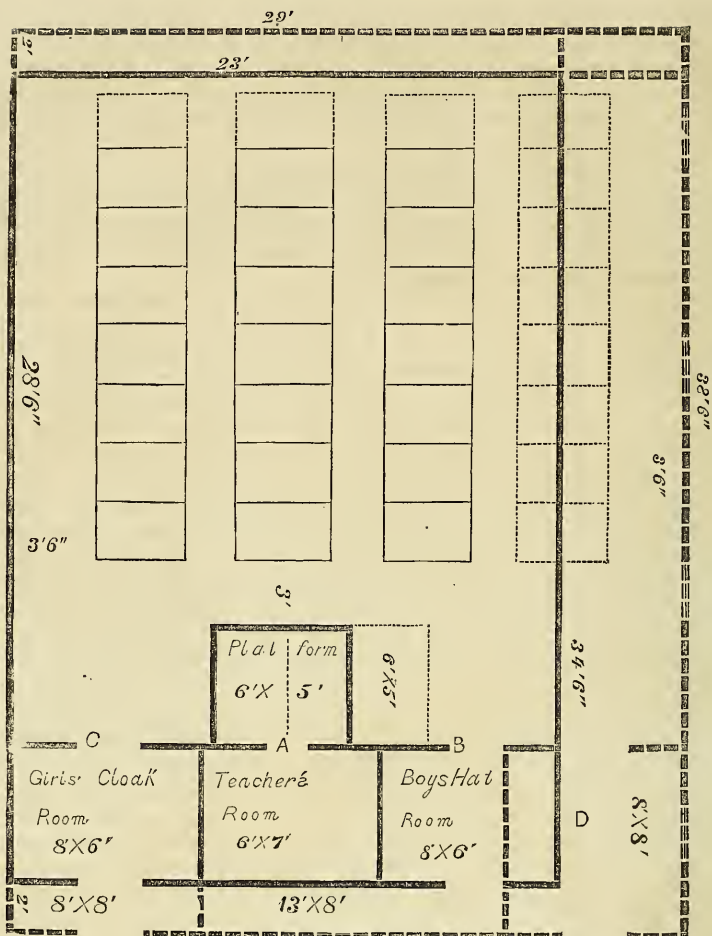 29'
2'
23'
28'6"
32'6"
3'6"
3'6"
3'
34'6"
Plat form
6'X 5'
6'X5'
C
A
B
Girls' Cloak
Room
8'X6"
Teacher's
Room
6'X7'
Boys Hat
Room
8'X6'
D
8'X8'
2'
8'X8'
13'X8'